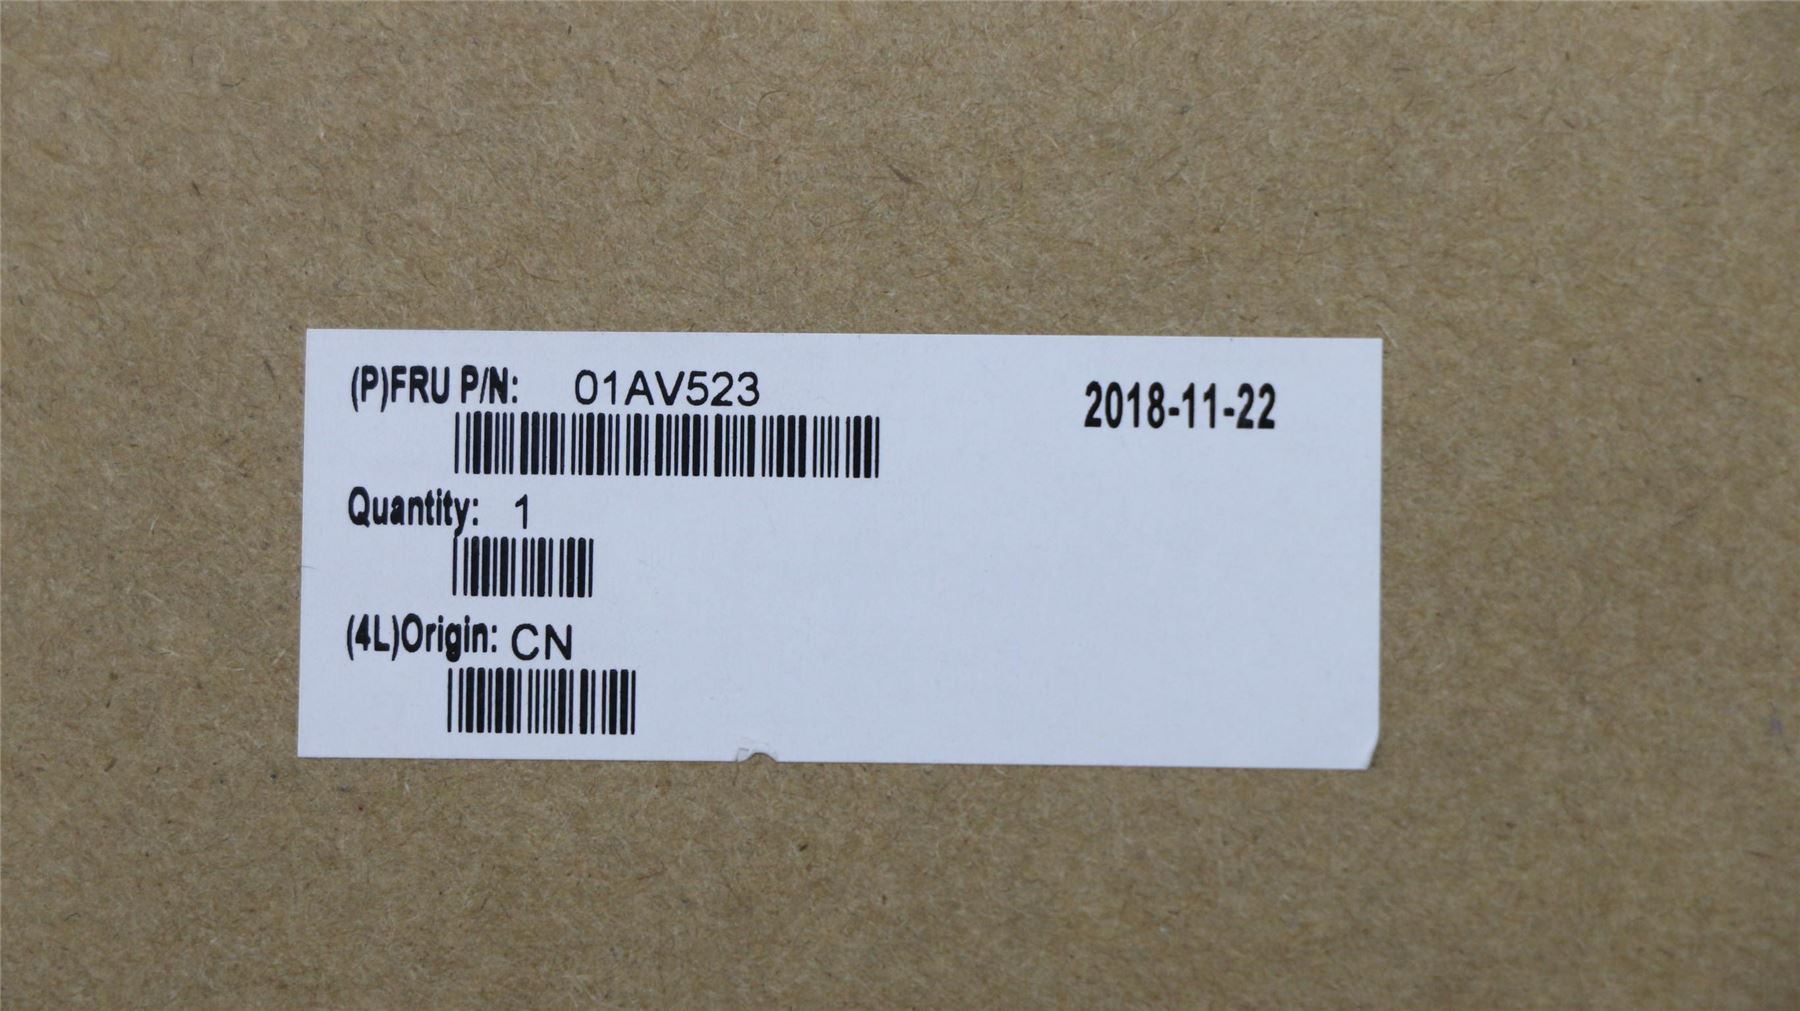 (P)FRU P/N: 01AV523
2018-11-22
Quantity: 1
(4L)Origin: CN